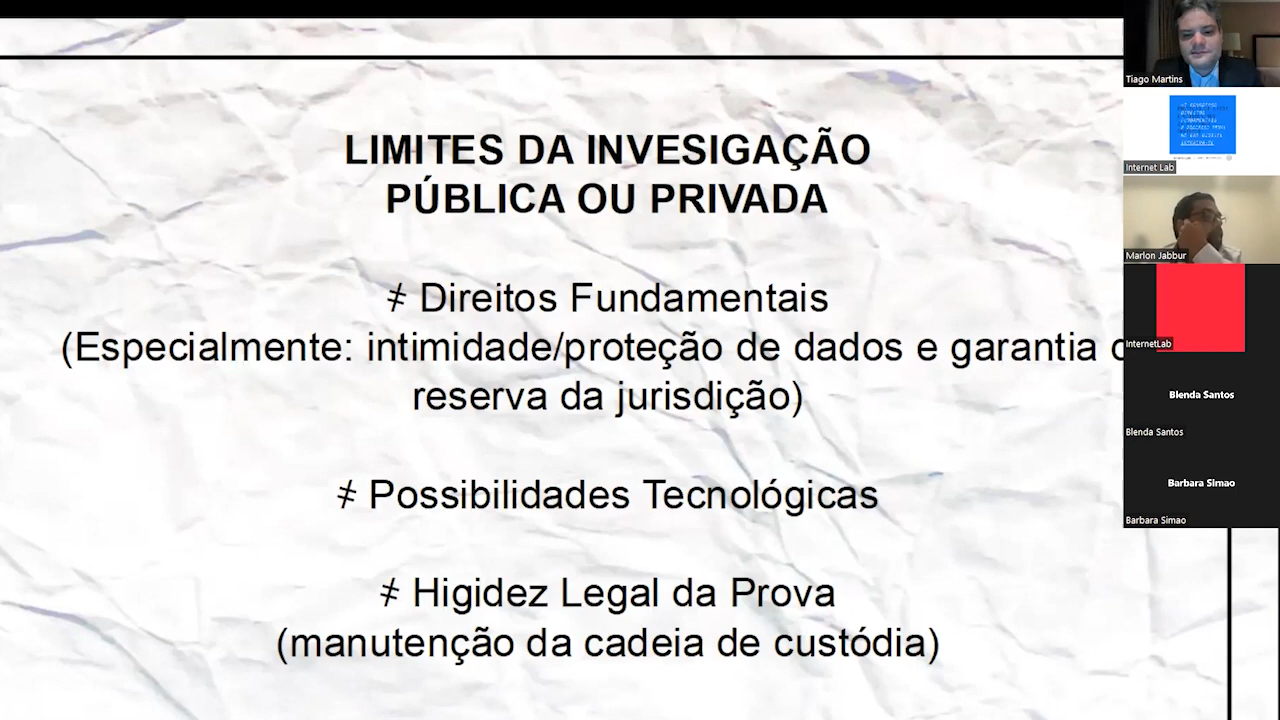 LIMITES DA INVESIGAÇÃO
PÚBLICA OU PRIVADA
҂ Direitos Fundamentais
(Especialmente: intimidade/proteção de dados e garantia
reserva da jurisdição)
҂ Possibilidades Tecnológicas
҂ Higidez Legal da Prova
(manutenção da cadeia de custódia)
Tiago Martins
Internet Lab
Marlon Jabbur
InternetLab
Blenda Santos
Blenda Santos
Barbara Simao
Barbara Simao